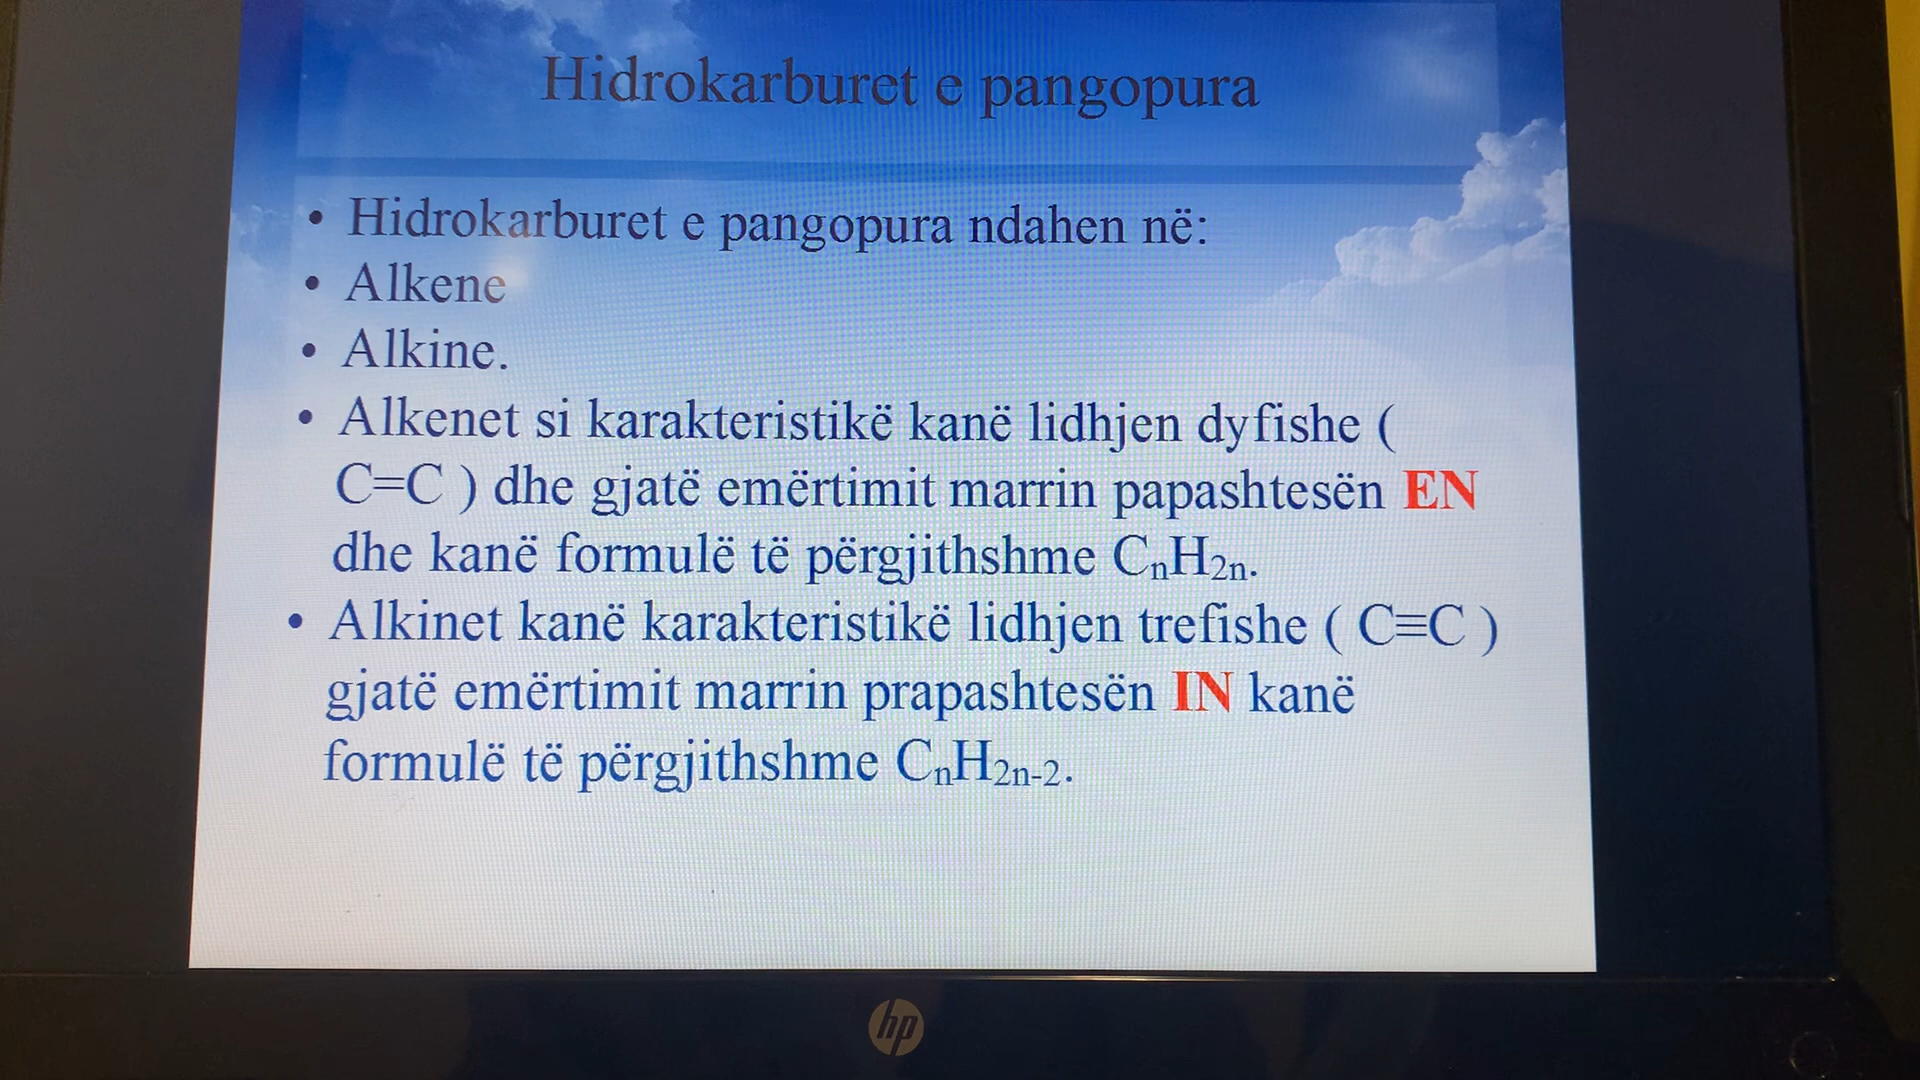 Hidrokarburet e pangopura
• Hidrokarburet e pangopura ndahen në:
• Alkene
• Alkine.
• Alkenet si karakteristikë kanë lidhjen dyfishe (
C=C ) dhe gjatë emërtimit marrin papashtesën EN
dhe kanë formulë të përgjithshme CₙH₂ₙ.
• Alkinet kanë karakteristikë lidhjen trefishe ( C≡C )
gjatë emërtimit marrin prapashtesën IN kanë
formulë të përgjithshme CₙH₂ₙ₋₂.
hp